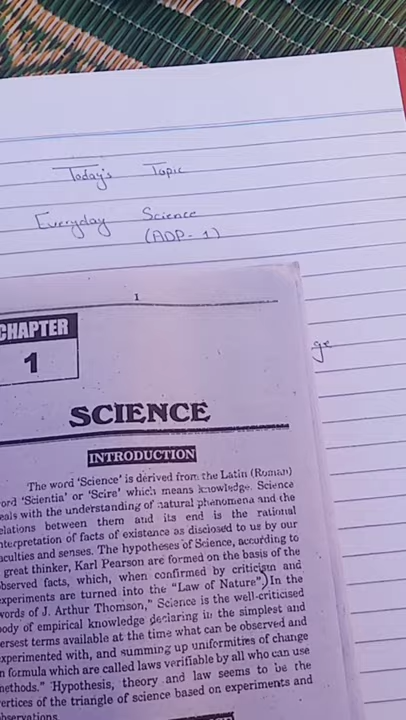 Today's Topic
Everyday Science
(ADP-1)
ge
1
CHAPTER
1
SCIENCE
INTRODUCTION
The word 'Science' is derived from the Latin (Roman)
ord 'Scientia' or 'Scire' which means knowledge. Science
eals with the understanding of natural phenomena and the
elations between them and its end is the rational
nterpretation of facts of existence as disclosed to us by our
aculties and senses. The hypotheses of Science, according to
great thinker, Karl Pearson are formed on the basis of the
bserved facts, which, when confirmed by criticism and
xperiments are turned into the "Law of Nature".) In the
words of J. Arthur Thomson," Science is the well-criticised
ody of empirical knowledge declaring in the simplest and
ersest terms available at the time what can be observed and
xperimented with, and summing up uniformities of change
n formula which are called laws verifiable by all who can use
methods." Hypothesis, theory and law seems to be the
ertices of the triangle of science based on experiments and
bservations.